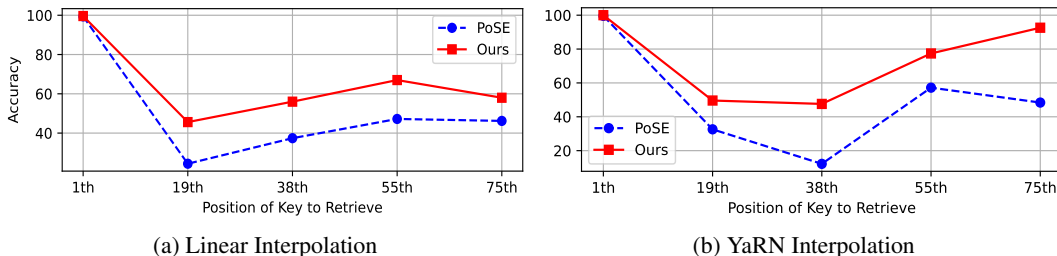 100
80
60
40
Accuracy
PoSE
Ours
1th 19th 38th 55th 75th
Position of Key to Retrieve
(a) Linear Interpolation
100
80
60
40
20
PoSE
Ours
1th 19th 38th 55th 75th
Position of Key to Retrieve
(b) YaRN Interpolation